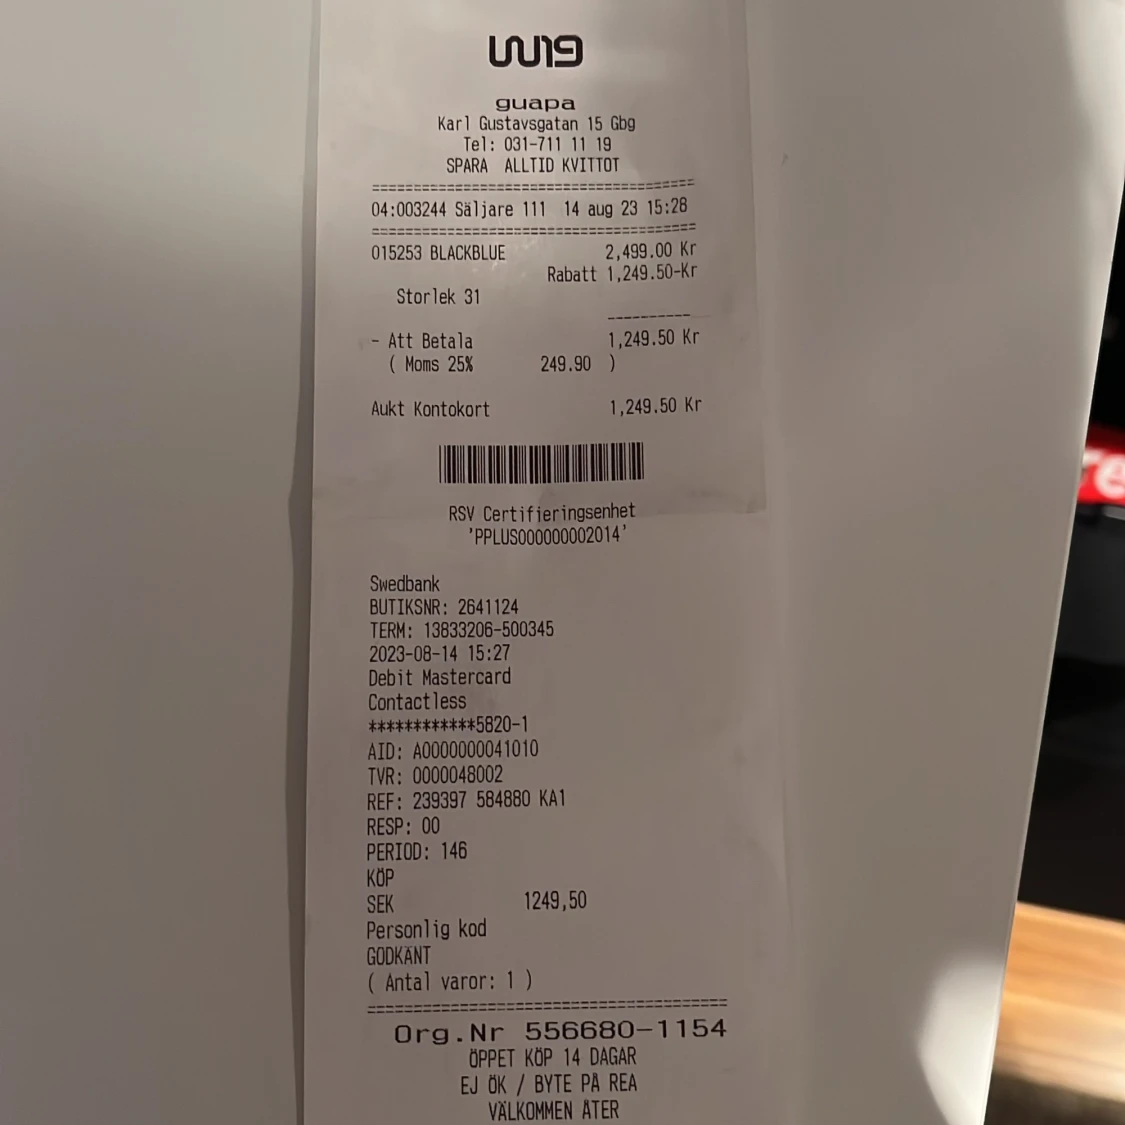 W19
guapa
Karl Gustavsgatan 15 Gbg
Tel: 031-711 11 19
SPARA ALLTID KVITTOT
======================================
04:003244 Säljare 111 14 aug 23 15:28
======================================
015253 BLACKBLUE 2,499.00 Kr
Rabatt 1,249.50-Kr
Storlek 31
----------
- Att Betala 1,249.50 Kr
( Moms 25% 249.90 )
Aukt Kontokort 1,249.50 Kr
RSV Certifieringsenhet
'PPLUS000000002014'
Swedbank
BUTIKSNR: 2641124
TERM: 13833206-500345
2023-08-14 15:27
Debit Mastercard
Contactless
************5820-1
AID: A0000000041010
TVR: 0000048002
REF: 239397 584880 KA1
RESP: 00
PERIOD: 146
KÖP
SEK 1249,50
Personlig kod
GODKÄNT
( Antal varor: 1 )
======================================
Org.Nr 556680-1154
ÖPPET KÖP 14 DAGAR
EJ ÖK / BYTE PÅ REA
VÄLKOMMEN ÅTER